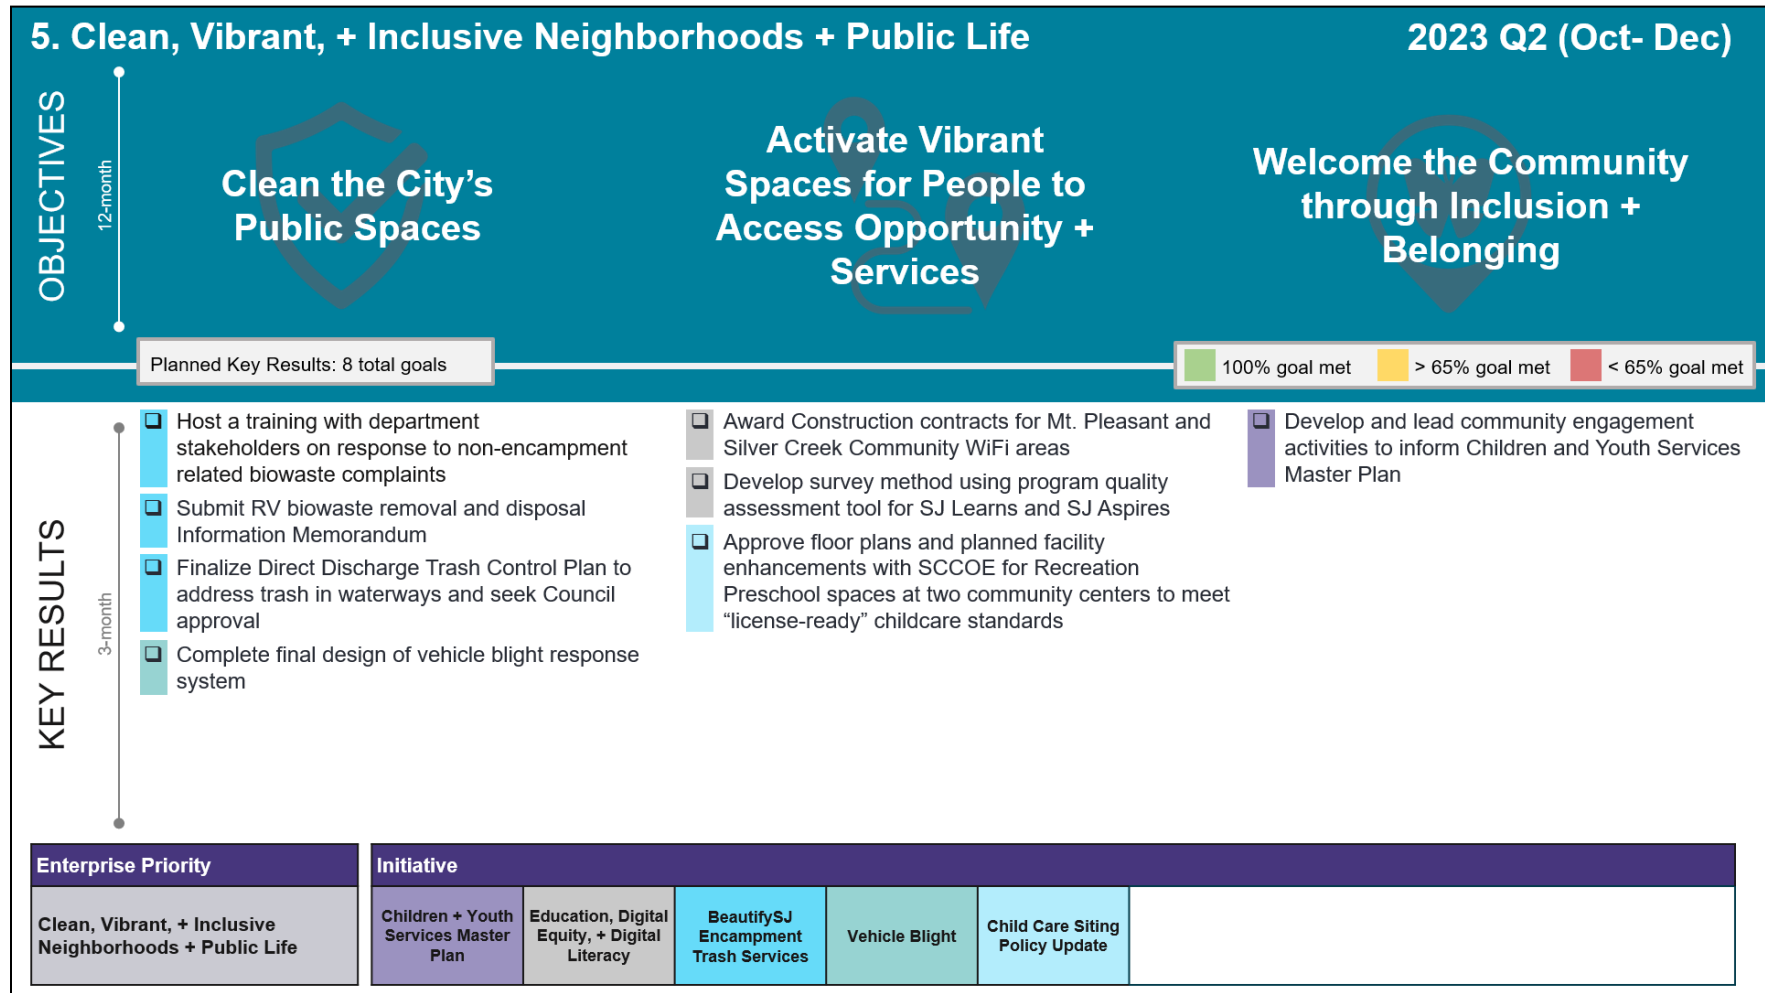 5. Clean, Vibrant, + Inclusive Neighborhoods + Public Life
2023 Q2 (Oct- Dec)
OBJECTIVES
12-month
Clean the City’s
Public Spaces
Activate Vibrant
Spaces for People to
Access Opportunity +
Services
Welcome the Community
through Inclusion +
Belonging
Planned Key Results: 8 total goals
100% goal met
> 65% goal met
< 65% goal met
KEY RESULTS
3-month
Host a training with department
stakeholders on response to non-encampment
related biowaste complaints
Submit RV biowaste removal and disposal
Information Memorandum
Finalize Direct Discharge Trash Control Plan to
address trash in waterways and seek Council
approval
Complete final design of vehicle blight response
system
Award Construction contracts for Mt. Pleasant and
Silver Creek Community WiFi areas
Develop survey method using program quality
assessment tool for SJ Learns and SJ Aspires
Approve floor plans and planned facility
enhancements with SCCOE for Recreation
Preschool spaces at two community centers to meet
“license-ready” childcare standards
Develop and lead community engagement
activities to inform Children and Youth Services
Master Plan
Enterprise Priority
Initiative
Clean, Vibrant, + Inclusive
Neighborhoods + Public Life
Children + Youth
Services Master
Plan
Education, Digital
Equity, + Digital
Literacy
BeautifySJ
Encampment
Trash Services
Vehicle Blight
Child Care Siting
Policy Update